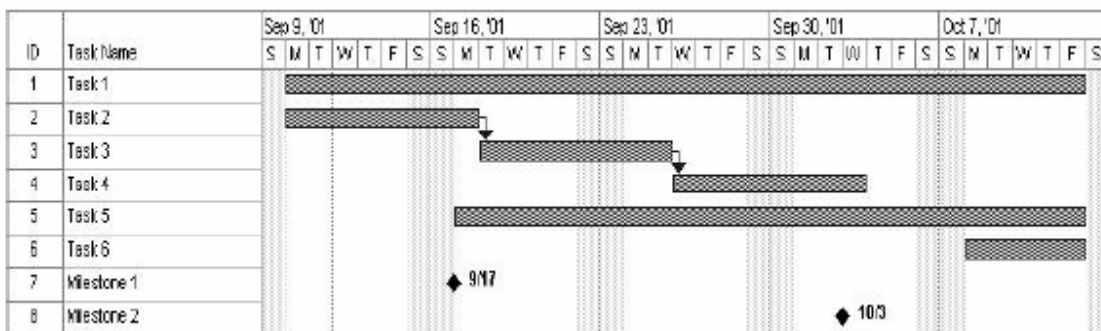 Sep 9, '01 Sep 16, '01 Sep 23, '01 Sep 30, '01 Oct 7, '01
ID Task Name S M T W T F S S M T W T F S S M T W T F S S M T W T F S S M T W T F S
1 Task 1
2 Task 2
3 Task 3
4 Task 4
5 Task 5
6 Task 6
7 Milestone 1 9/17
8 Milestone 2 10/3